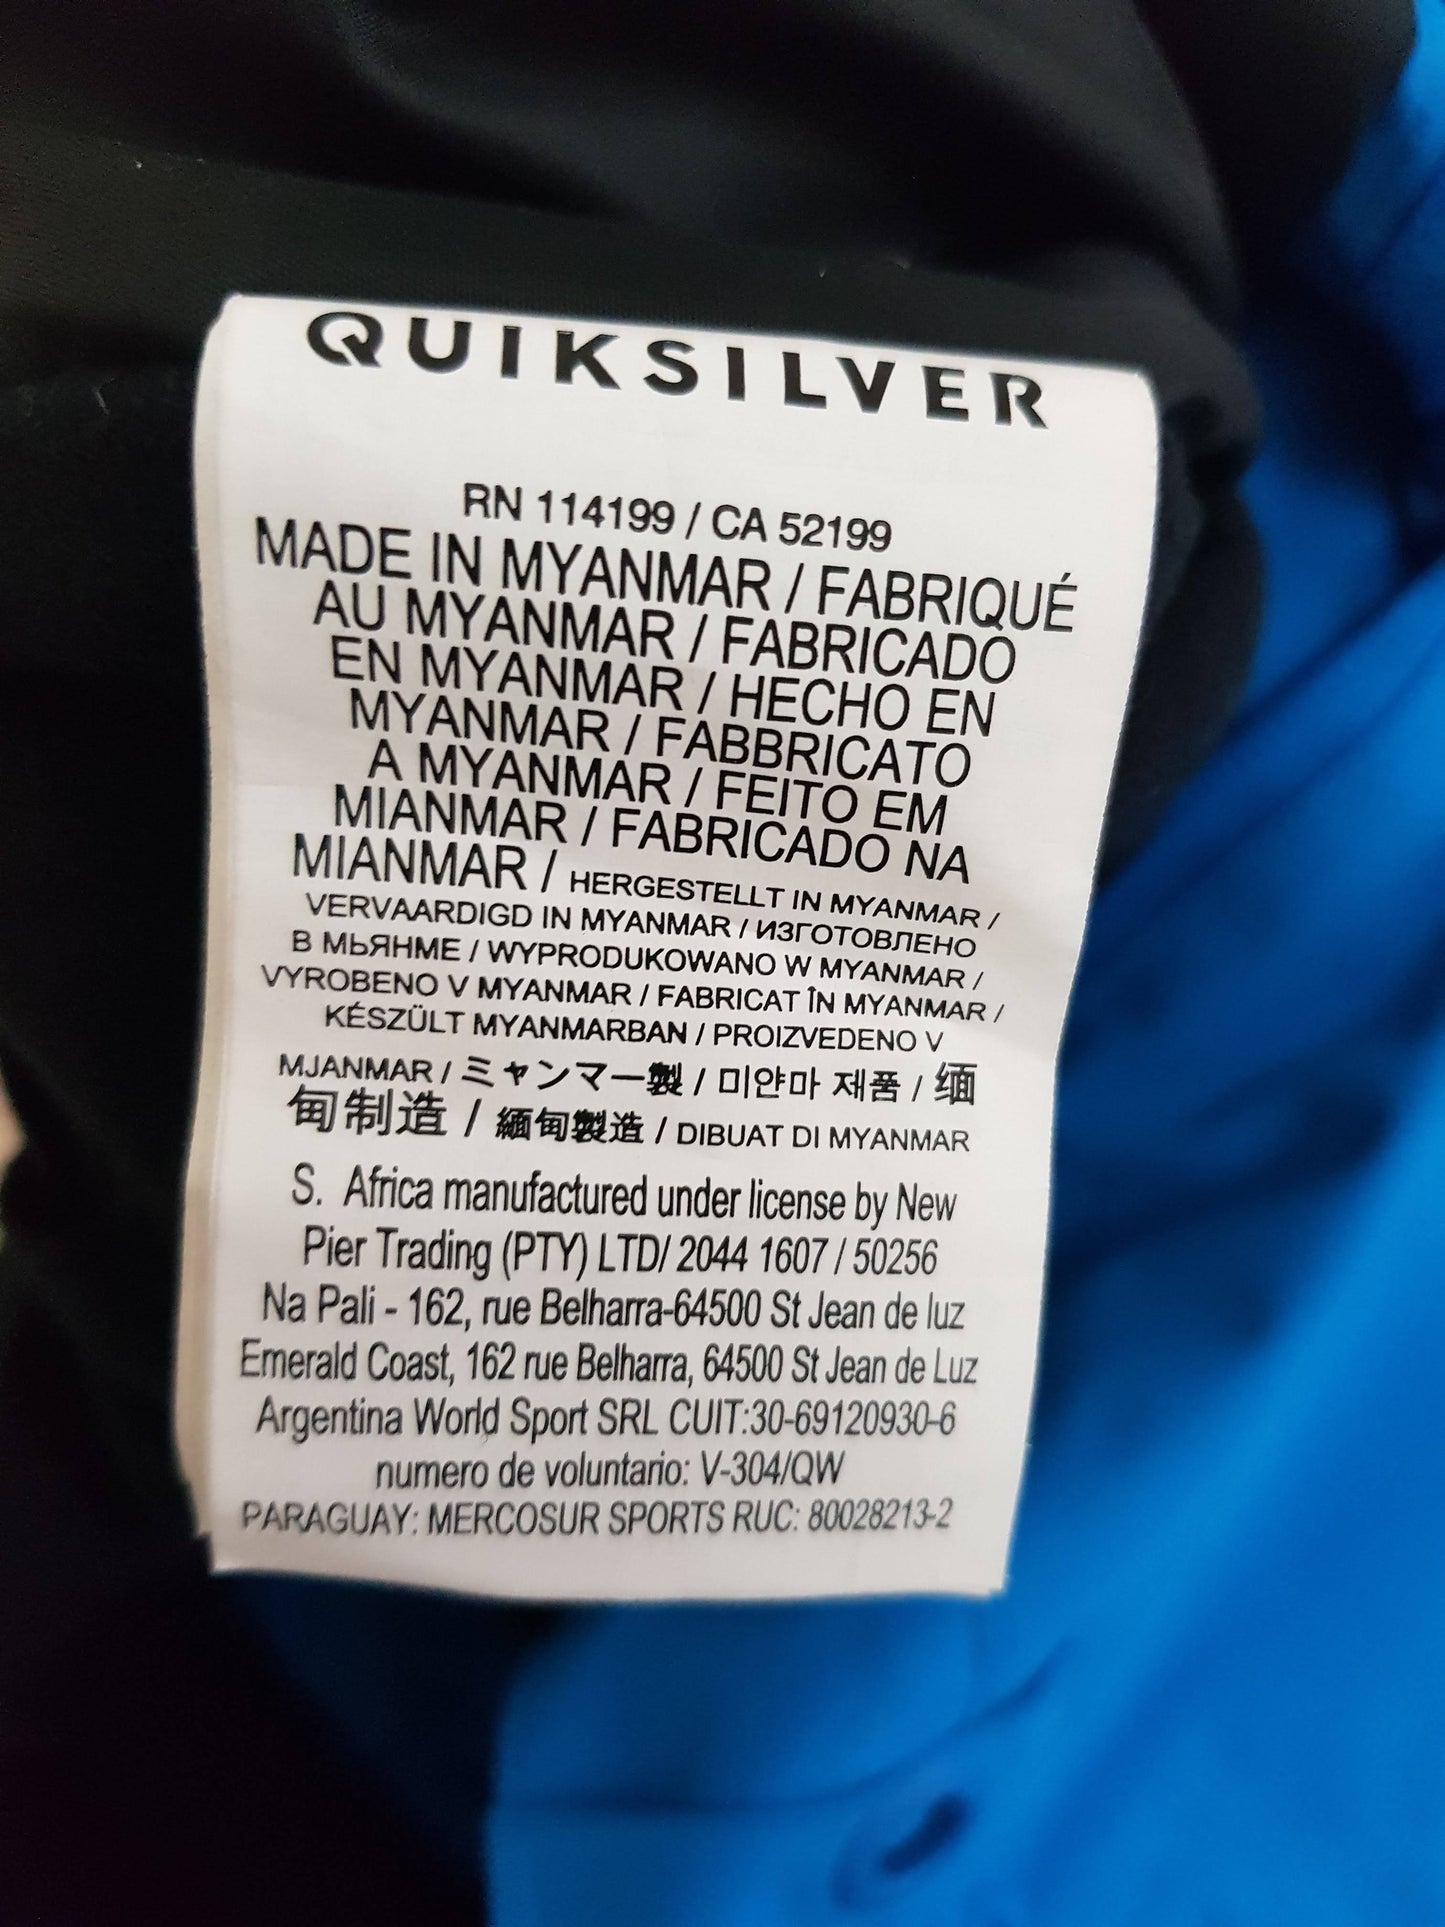 QUIKSILVER
RN 114199 / CA 52199
MADE IN MYANMAR / FABRIQUÉ
AU MYANMAR / FABRICADO
EN MYANMAR / HECHO EN
MYANMAR / FABBRICATO
A MYANMAR / FEITO EM
MIANMAR / FABRICADO NA
MIANMAR / HERGESTELLT IN MYANMAR /
VERVAARDIGD IN MYANMAR / ИЗГОТОВЛЕНО
В МЬЯНМЕ / WYPRODUKOWANO W MYANMAR /
VYROBENO V MYANMAR / FABRICAT ÎN MYANMAR /
KÉSZÜLT MYANMARBAN / PROIZVEDENO V
MJANMAR / ミャンマー製 / 미얀마 제품 / 缅
甸制造 / 緬甸製造 / DIBUAT DI MYANMAR
S. Africa manufactured under license by New
Pier Trading (PTY) LTD/ 2044 1607 / 50256
Na Pali - 162, rue Belharra-64500 St Jean de luz
Emerald Coast, 162 rue Belharra, 64500 St Jean de Luz
Argentina World Sport SRL CUIT:30-69120930-6
numero de voluntario: V-304/QW
PARAGUAY: MERCOSUR SPORTS RUC: 80028213-2